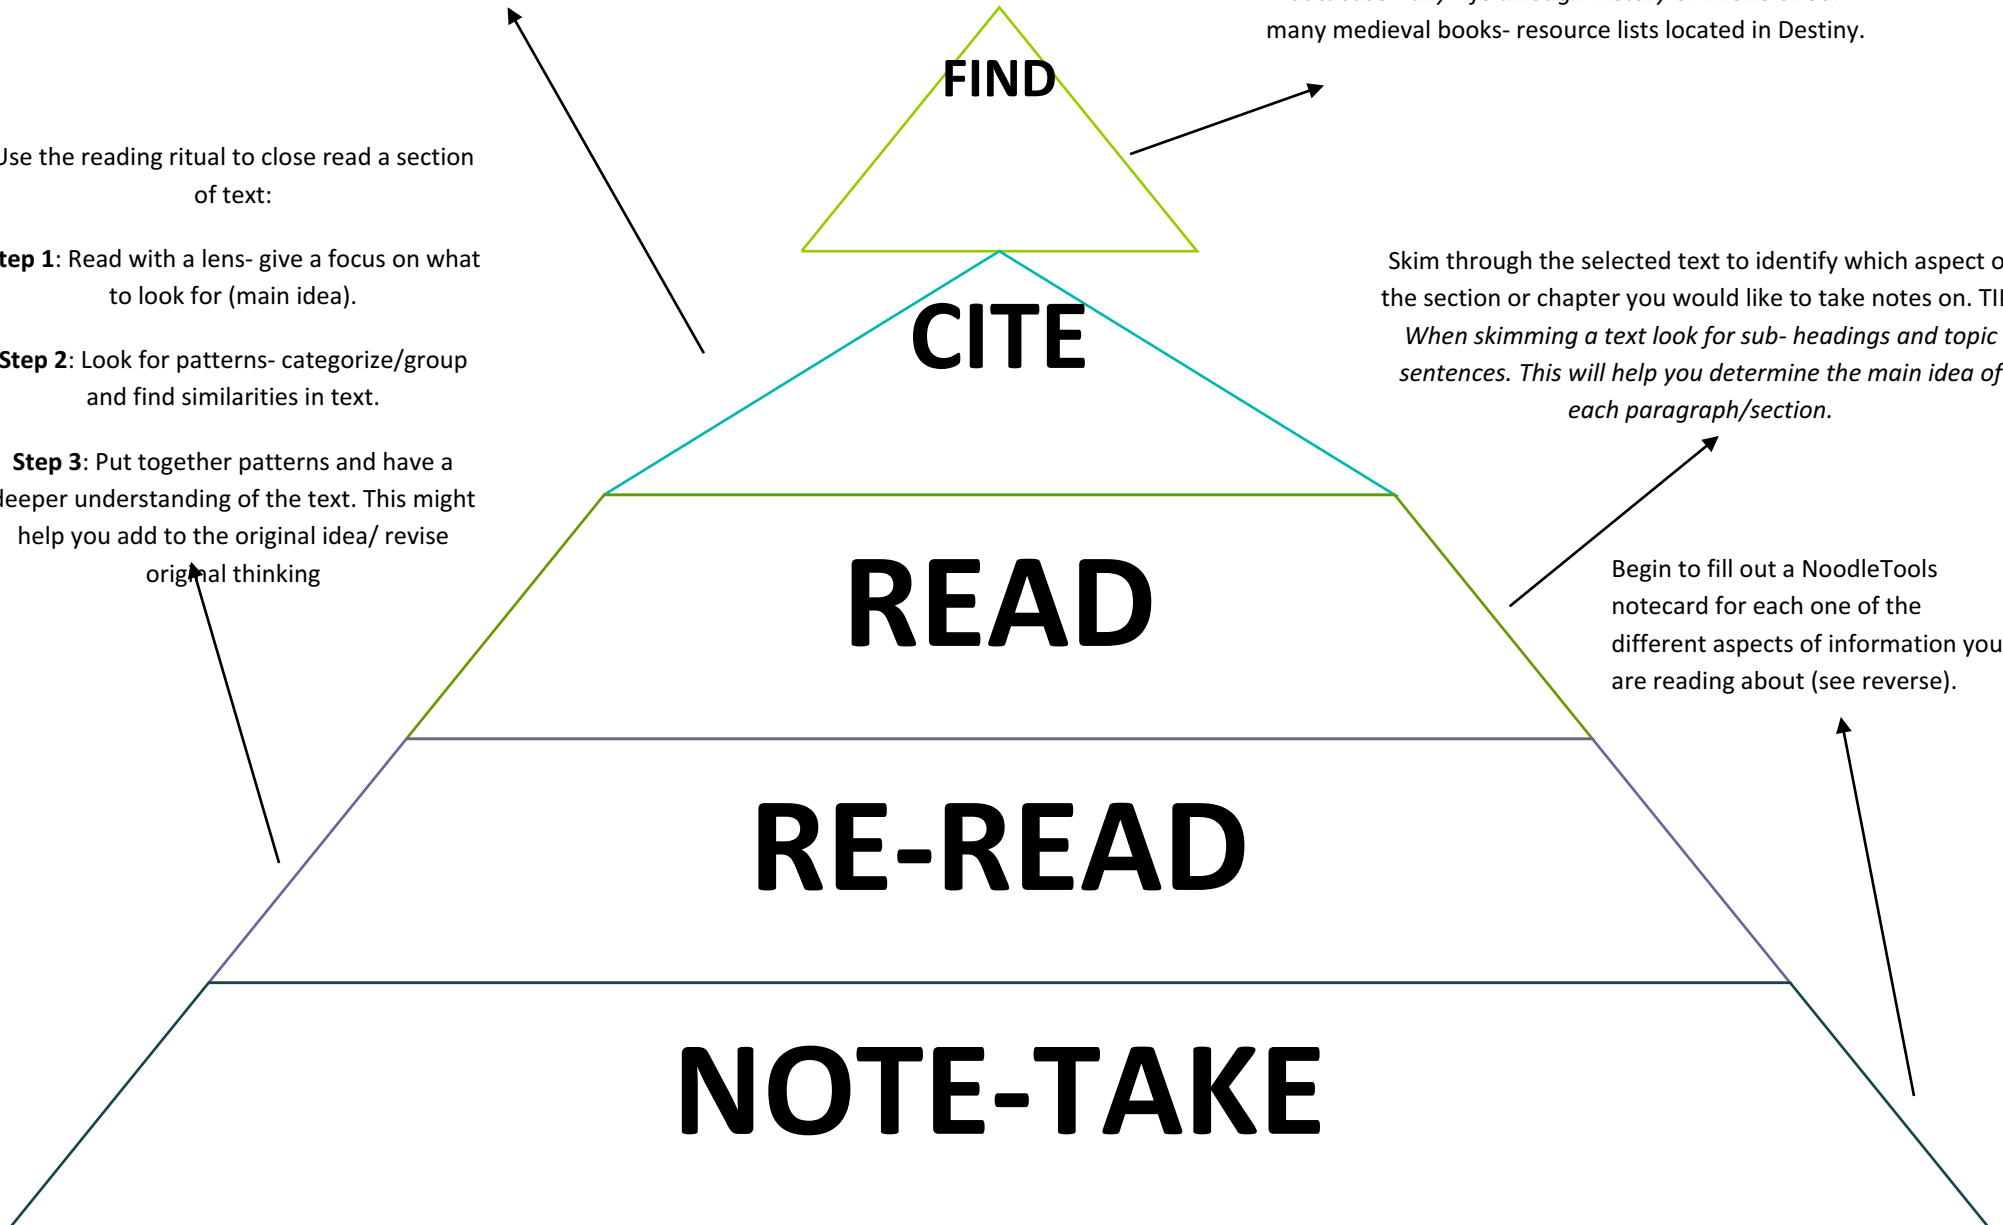 many medieval books- resource lists located in Destiny.
FIND
Use the reading ritual to close read a section
of text:
tep 1: Read with a lens- give a focus on what
to look for (main idea).
Step 2: Look for patterns- categorize/group
and find similarities in text.
Step 3: Put together patterns and have a
deeper understanding of the text. This might
help you add to the original idea/ revise
original thinking
CITE
Skim through the selected text to identify which aspect o
the section or chapter you would like to take notes on. TI
When skimming a text look for sub- headings and topic
sentences. This will help you determine the main idea of
each paragraph/section.
READ
Begin to fill out a NoodleTools
notecard for each one of the
different aspects of information you
are reading about (see reverse).
RE-READ
NOTE-TAKE